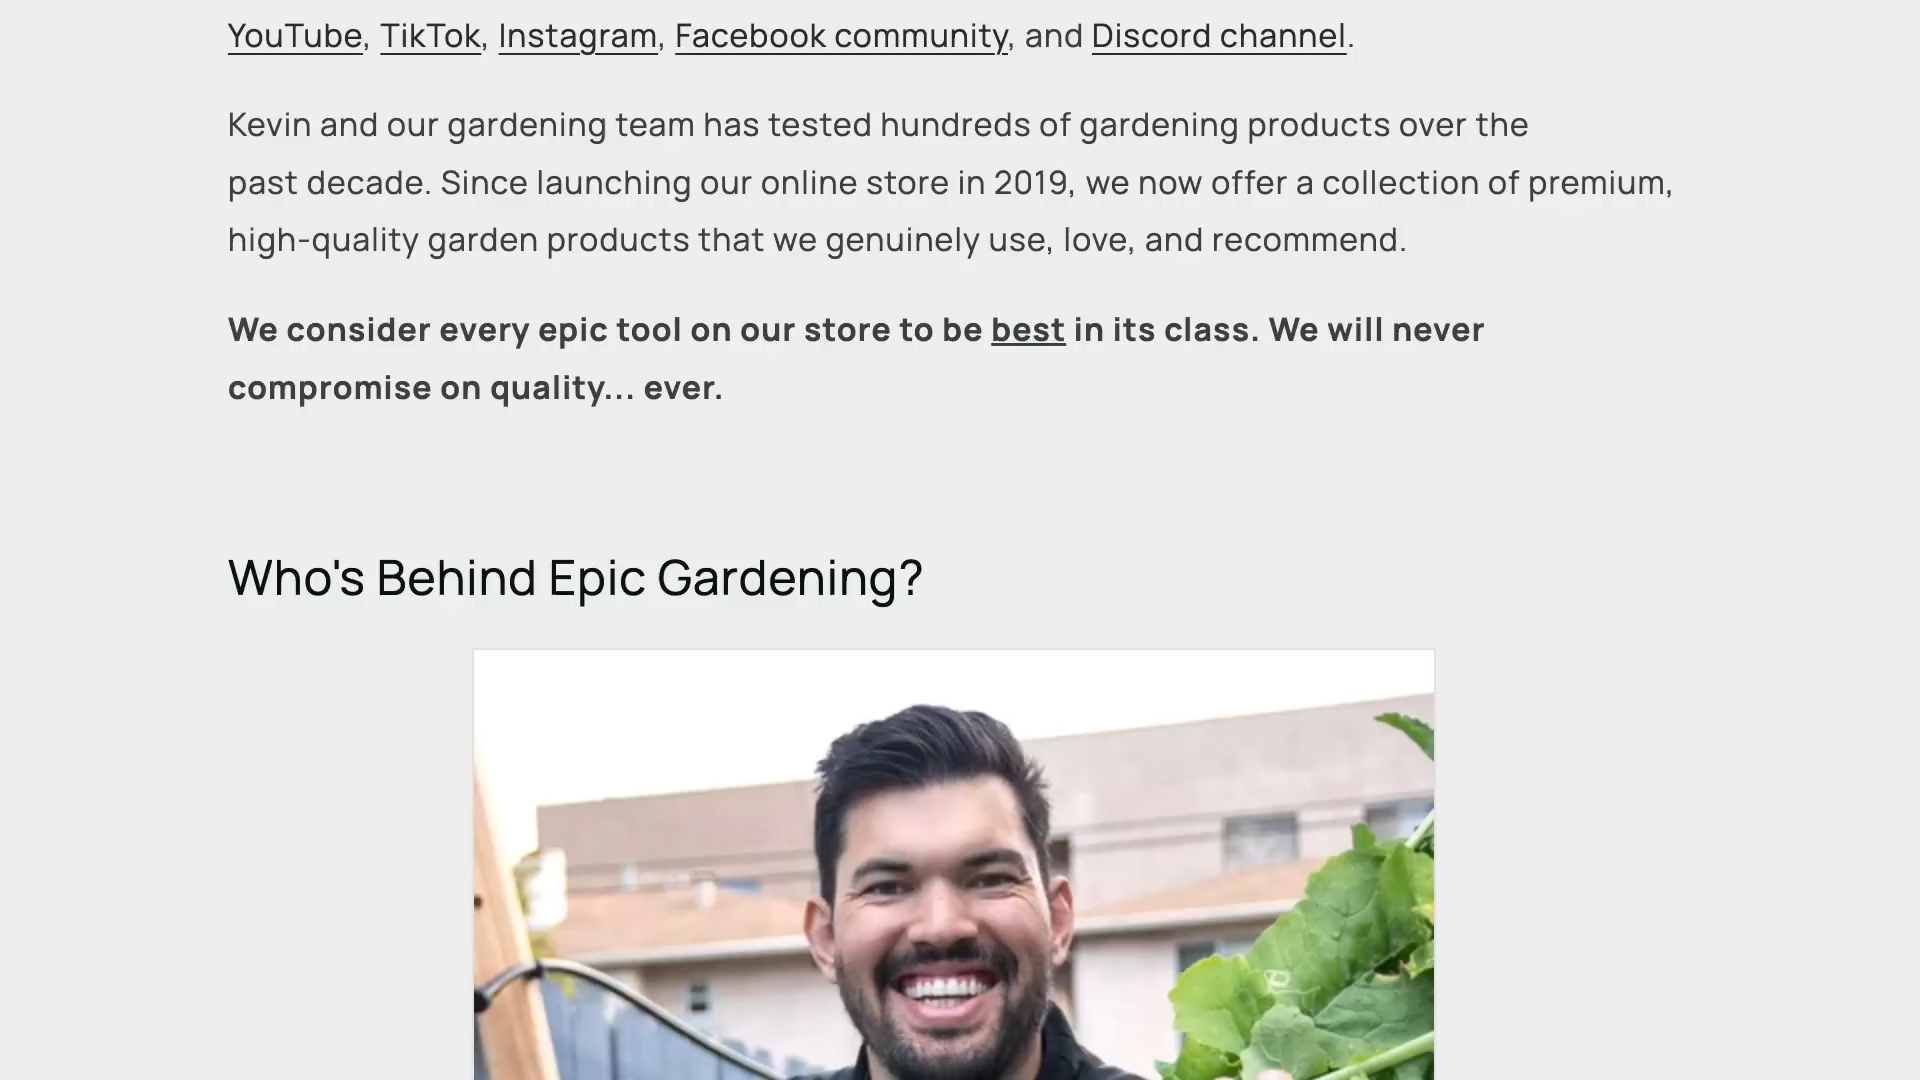 YouTube, TikTok, Instagram, Facebook community, and Discord channel.
Kevin and our gardening team has tested hundreds of gardening products over the
past decade. Since launching our online store in 2019, we now offer a collection of premium,
high-quality garden products that we genuinely use, love, and recommend.
We consider every epic tool on our store to be best in its class. We will never
compromise on quality... ever.
Who's Behind Epic Gardening?